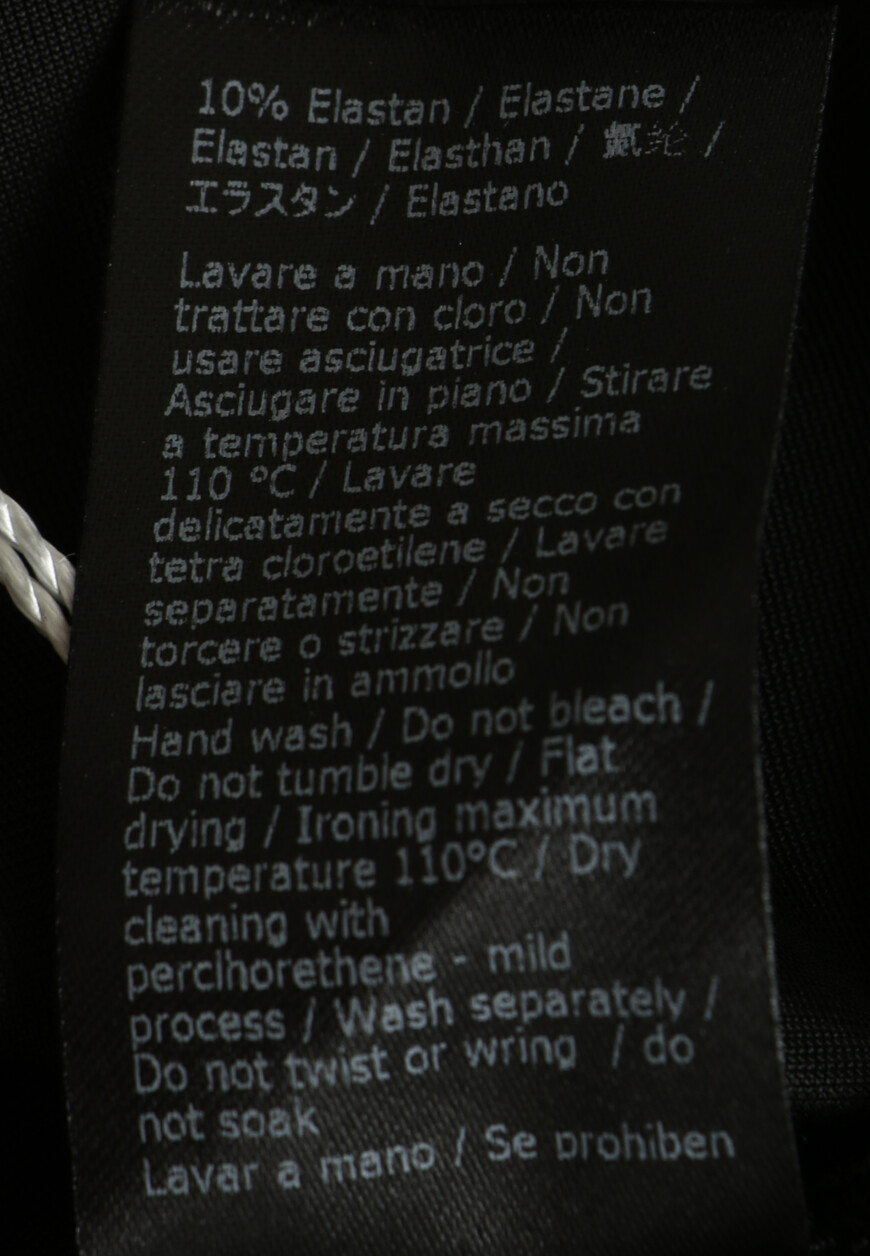 10% Elastan / Elastane /
Elastan / Elasthan / 氨纶 /
エラスタン / Elastano
Lavare a mano / Non
trattare con cloro / Non
usare asciugatrice /
Asciugare in piano / Stirare
a temperatura massima
110 °C / Lavare
delicatamente a secco con
tetra cloroetilene / Lavare
separatamente / Non
torcere o strizzare / Non
lasciare in ammollo
Hand wash / Do not bleach /
Do not tumble dry / Flat
drying / Ironing maximum
temperature 110°C / Dry
cleaning with
perclhorethene - mild
process / Wash separately /
Do not twist or wring / do
not soak
Lavar a mano / Se prohiben